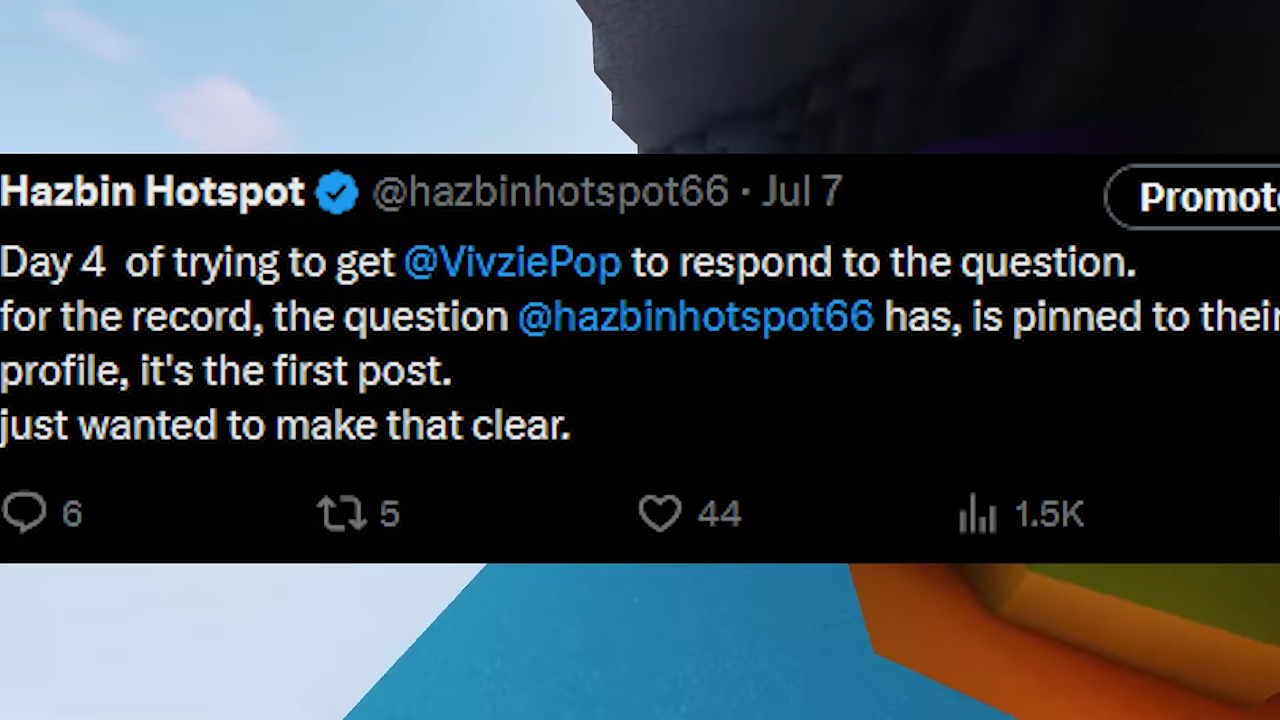 Hazbin Hotspot @hazbinhotspot66 · Jul 7 Promote
Day 4 of trying to get @VivziePop to respond to the question.
for the record, the question @hazbinhotspot66 has, is pinned to their
profile, it's the first post.
just wanted to make that clear.
6 5 44 1.5K